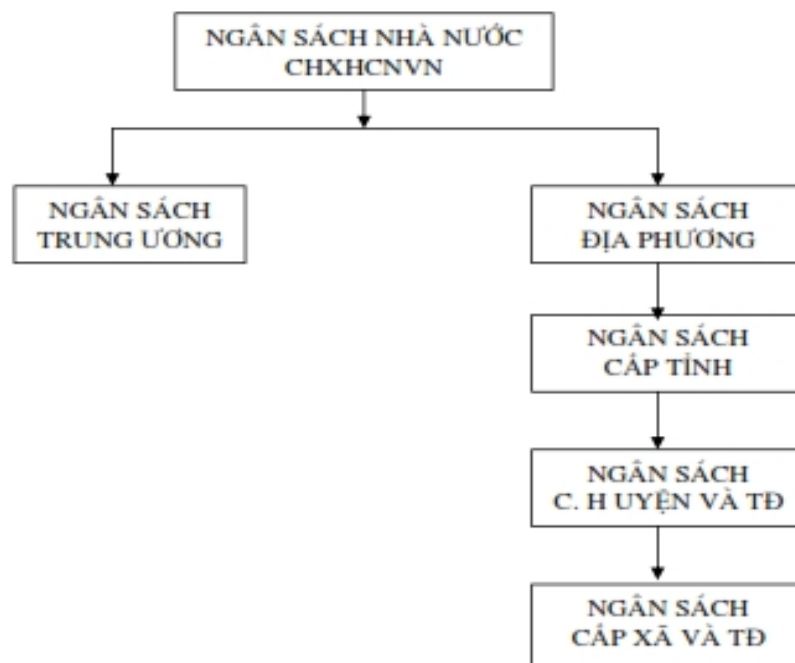 NGÂN SÁCH NHÀ NƯỚC
CHXHCNVN
NGÂN SÁCH
TRUNG ƯƠNG
NGÂN SÁCH
ĐỊA PHƯƠNG
NGÂN SÁCH
CẤP TỈNH
NGÂN SÁCH
C. H UYỆN VÀ TĐ
NGÂN SÁCH
CẤP XÃ VÀ TĐ